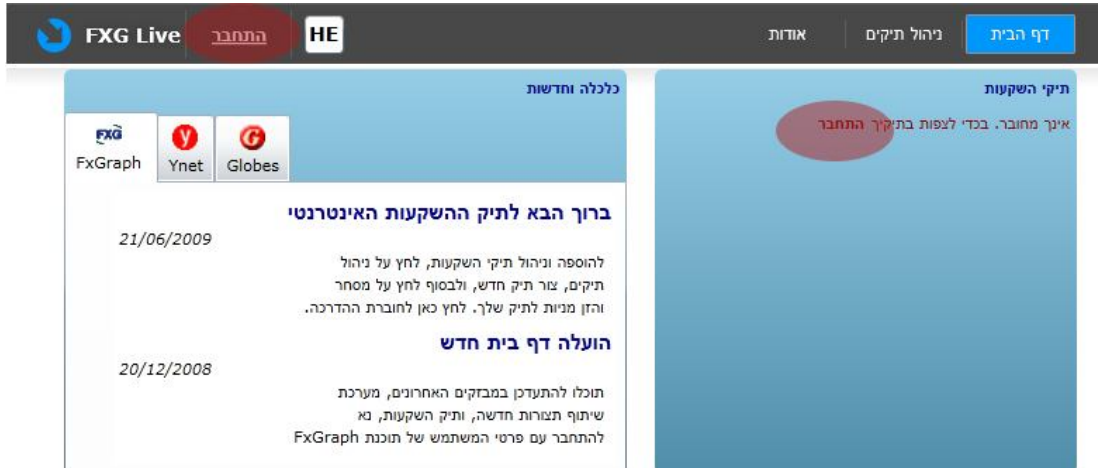 דף הבית
ניהול תיקים
אודות
HE
התחבר
FXG Live
תיקי השקעות
אינך מחובר. בכדי לצפות בתיקיך התחבר
כלכלה וחדשות
FXG
FxGraph
Ynet
Globes
ברוך הבא לתיק ההשקעות האינטרנטי
21/06/2009
להוספה וניהול תיקי השקעות, לחץ על ניהול
תיקים, צור תיק חדש, ולבסוף לחץ על מסחר
והזן מניות לתיק שלך. לחץ כאן לחוברת ההדרכה.
הועלה דף בית חדש
20/12/2008
תוכלו להתעדכן במבזקים האחרונים, מערכת
שיתוף תצורות חדשה, ותיק השקעות, נא
להתחבר עם פרטי המשתמש של תוכנת FxGraph